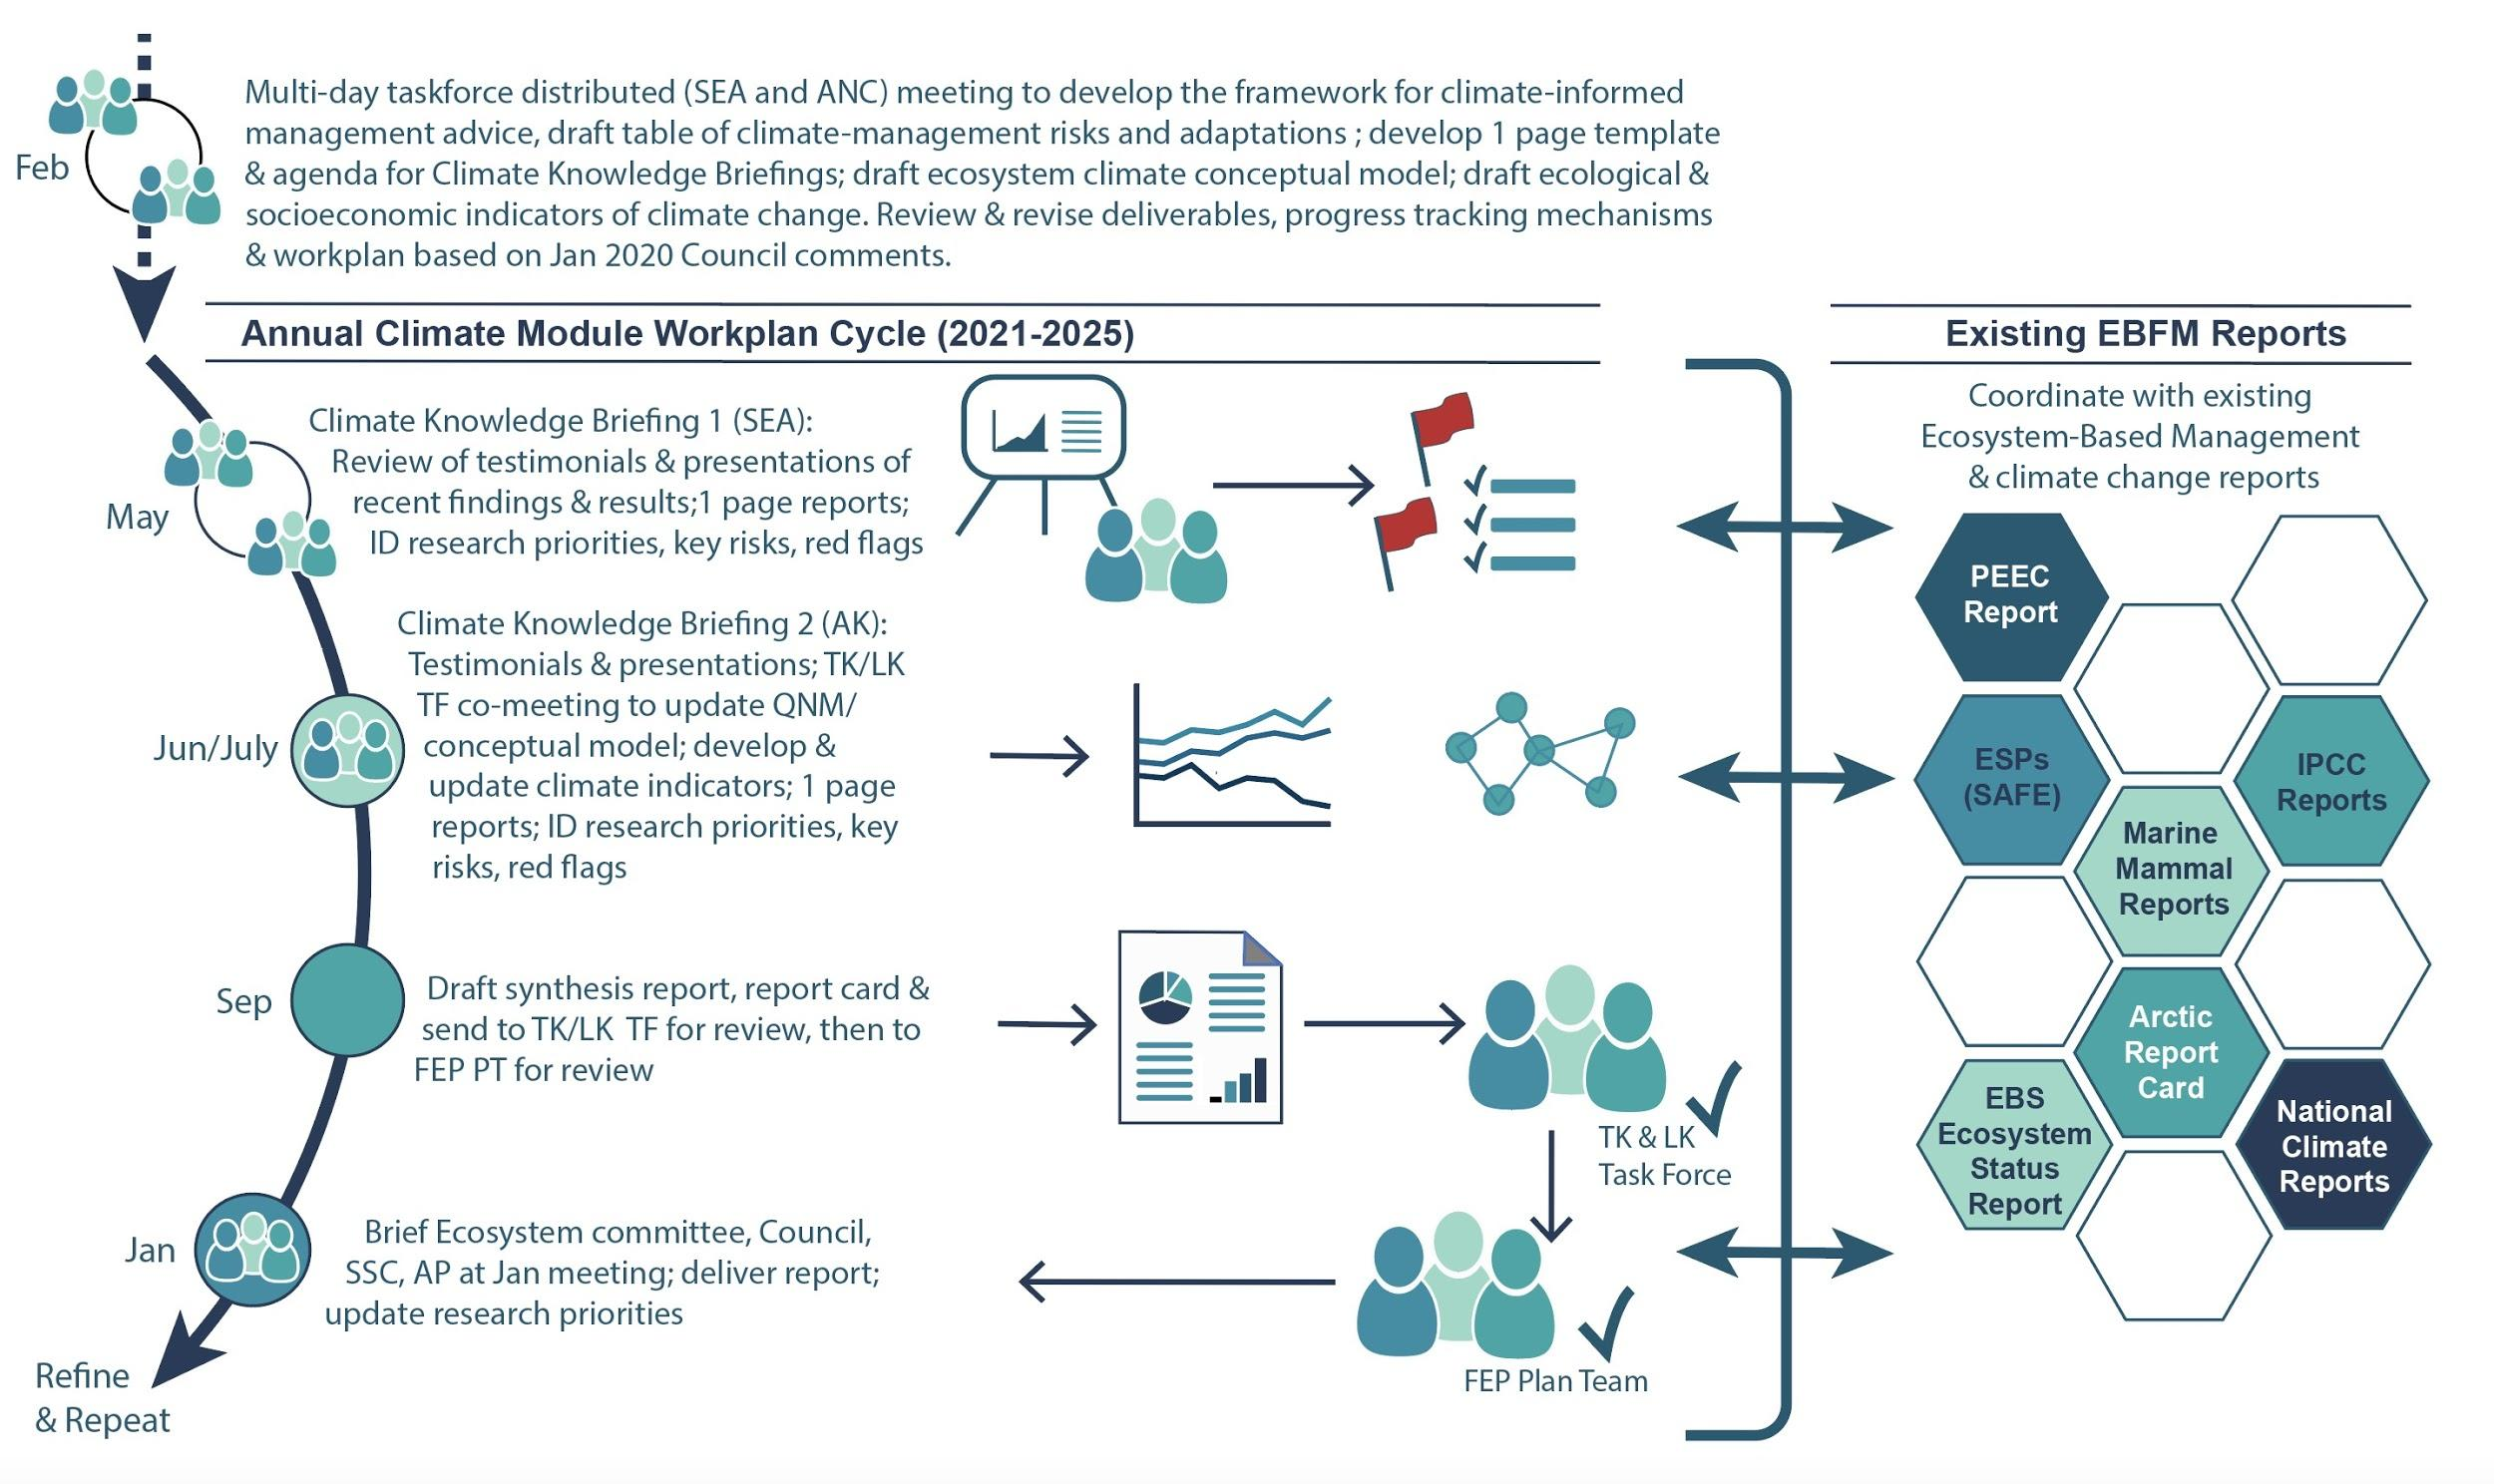 Feb
Multi-day taskforce distributed (SEA and ANC) meeting to develop the framework for climate-informed
management advice, draft table of climate-management risks and adaptations ; develop 1 page template
& agenda for Climate Knowledge Briefings; draft ecosystem climate conceptual model; draft ecological &
socioeconomic indicators of climate change. Review & revise deliverables, progress tracking mechanisms
& workplan based on Jan 2020 Council comments.
Annual Climate Module Workplan Cycle (2021-2025)
May
Climate Knowledge Briefing 1 (SEA):
Review of testimonials & presentations of
recent findings & results;1 page reports;
ID research priorities, key risks, red flags
Jun/July
Climate Knowledge Briefing 2 (AK):
Testimonials & presentations; TK/LK
TF co-meeting to update QNM/
conceptual model; develop &
update climate indicators; 1 page
reports; ID research priorities, key
risks, red flags
Sep
Draft synthesis report, report card &
send to TK/LK TF for review, then to
FEP PT for review
TK & LK
Task Force
Jan
Brief Ecosystem committee, Council,
SSC, AP at Jan meeting; deliver report;
update research priorities
FEP Plan Team
Refine
& Repeat
Existing EBFM Reports
Coordinate with existing
Ecosystem-Based Management
& climate change reports
PEEC
Report
ESPs
(SAFE)
IPCC
Reports
Marine
Mammal
Reports
Arctic
Report
Card
EBS
Ecosystem
Status
Report
National
Climate
Reports